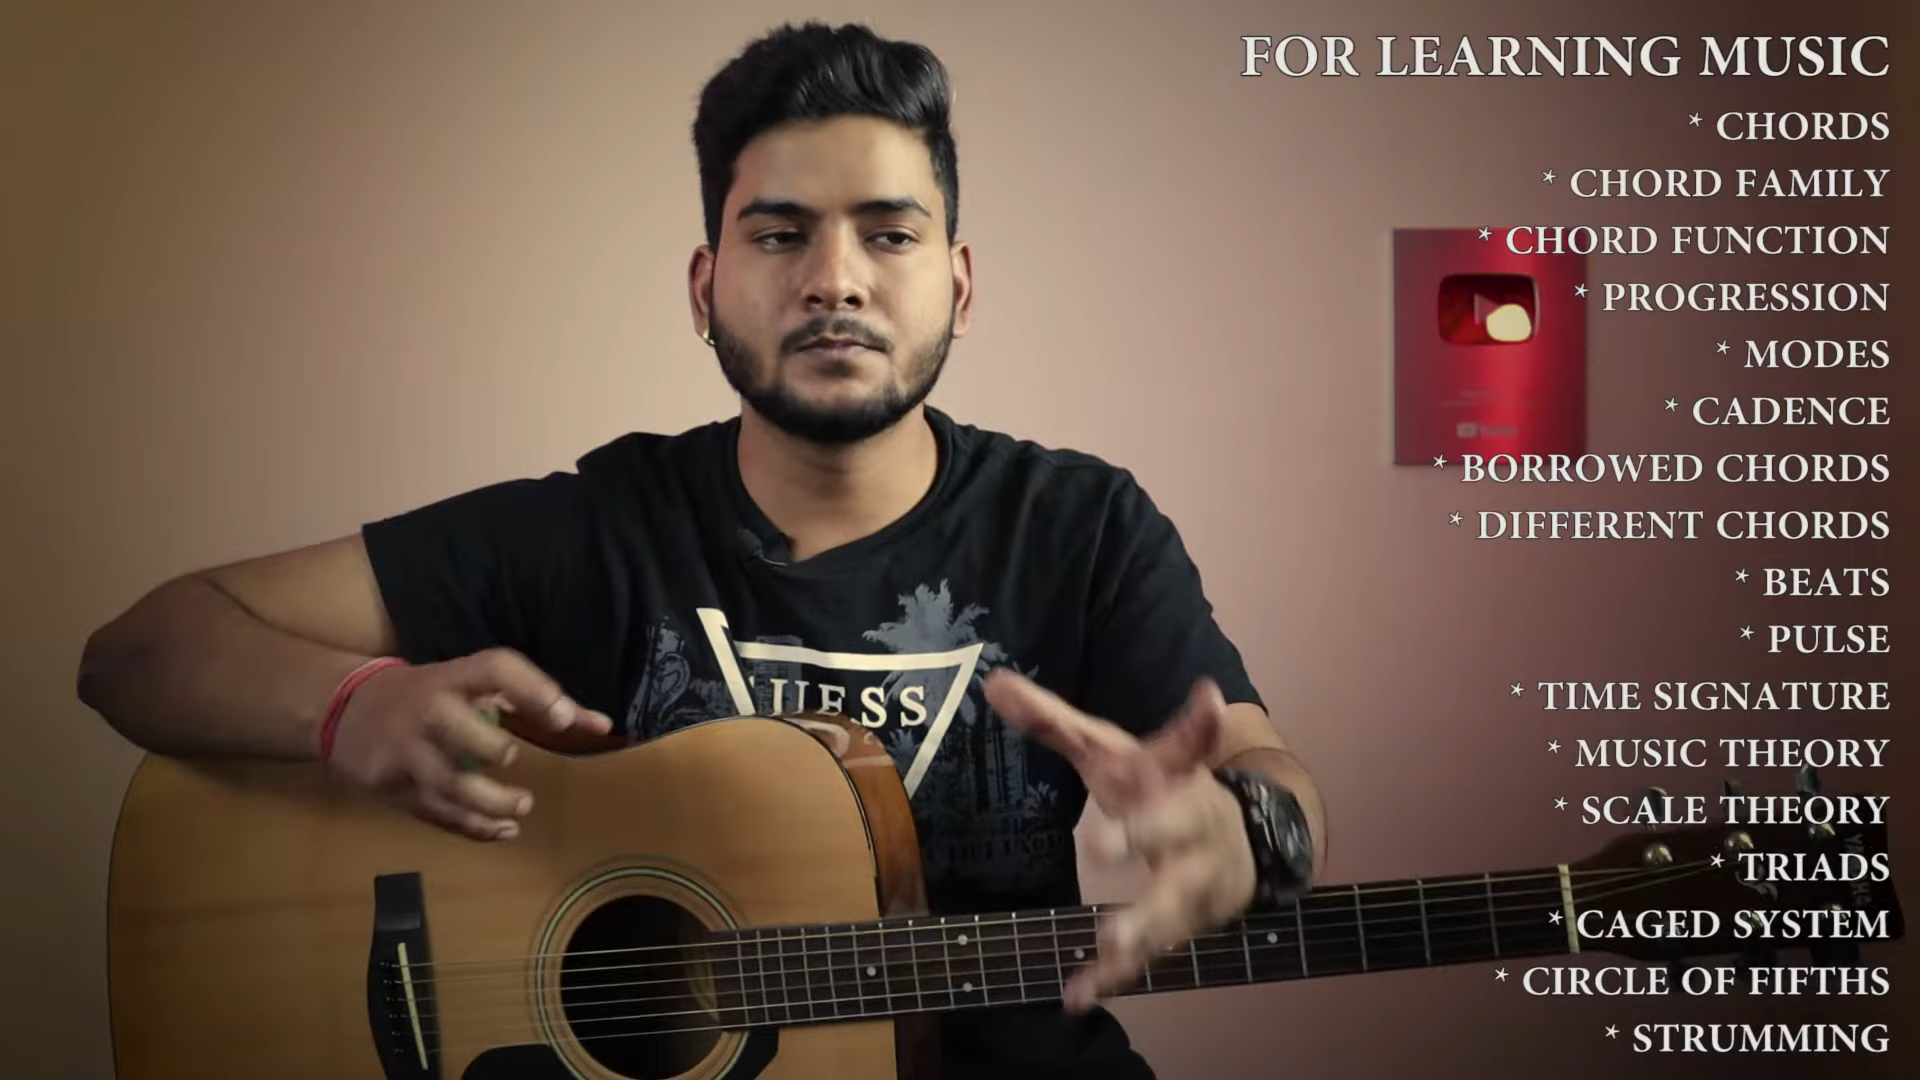 FOR LEARNING MUSIC
* CHORDS
* CHORD FAMILY
* CHORD FUNCTION
* PROGRESSION
* MODES
* CADENCE
* BORROWED CHORDS
* DIFFERENT CHORDS
* BEATS
* PULSE
* TIME SIGNATURE
* MUSIC THEORY
* SCALE THEORY
* TRIADS
* CAGED SYSTEM
* CIRCLE OF FIFTHS
* STRUMMING
UESS